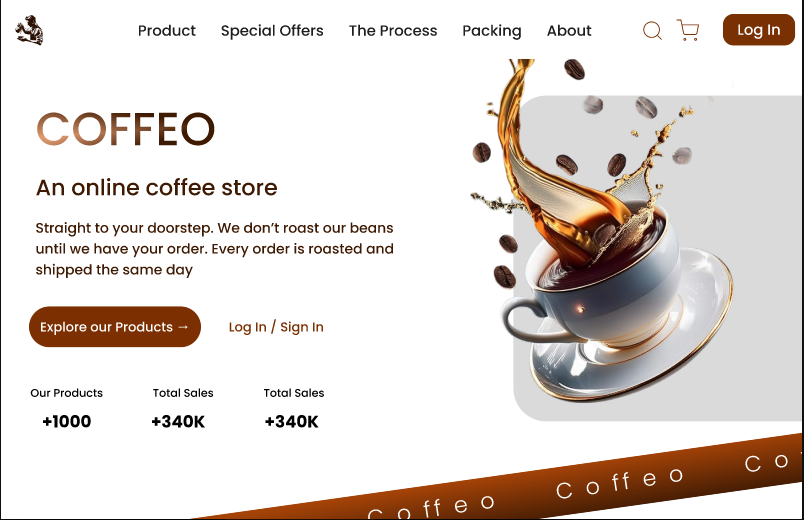 Product Special Offers The Process Packing About Log In
COFFEO
An online coffee store
Straight to your doorstep. We don't roast our beans
until we have your order. Every order is roasted and
shipped the same day
Explore our Products → Log In / Sign In
Our Products Total Sales Total Sales
+1000 +340K +340K
Coffeo Coffeo Co